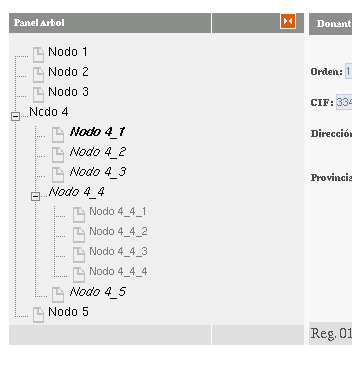 Panel Arbol
Nodo 1
Nodo 2
Nodo 3
Nodo 4
Nodo 4_1
Nodo 4_2
Nodo 4_3
Nodo 4_4
Nodo 4_4_1
Nodo 4_4_2
Nodo 4_4_3
Nodo 4_4_4
Nodo 4_5
Nodo 5
Donant
Orden: 1
CIF: 334
Dirección
Provincia
Reg. 01